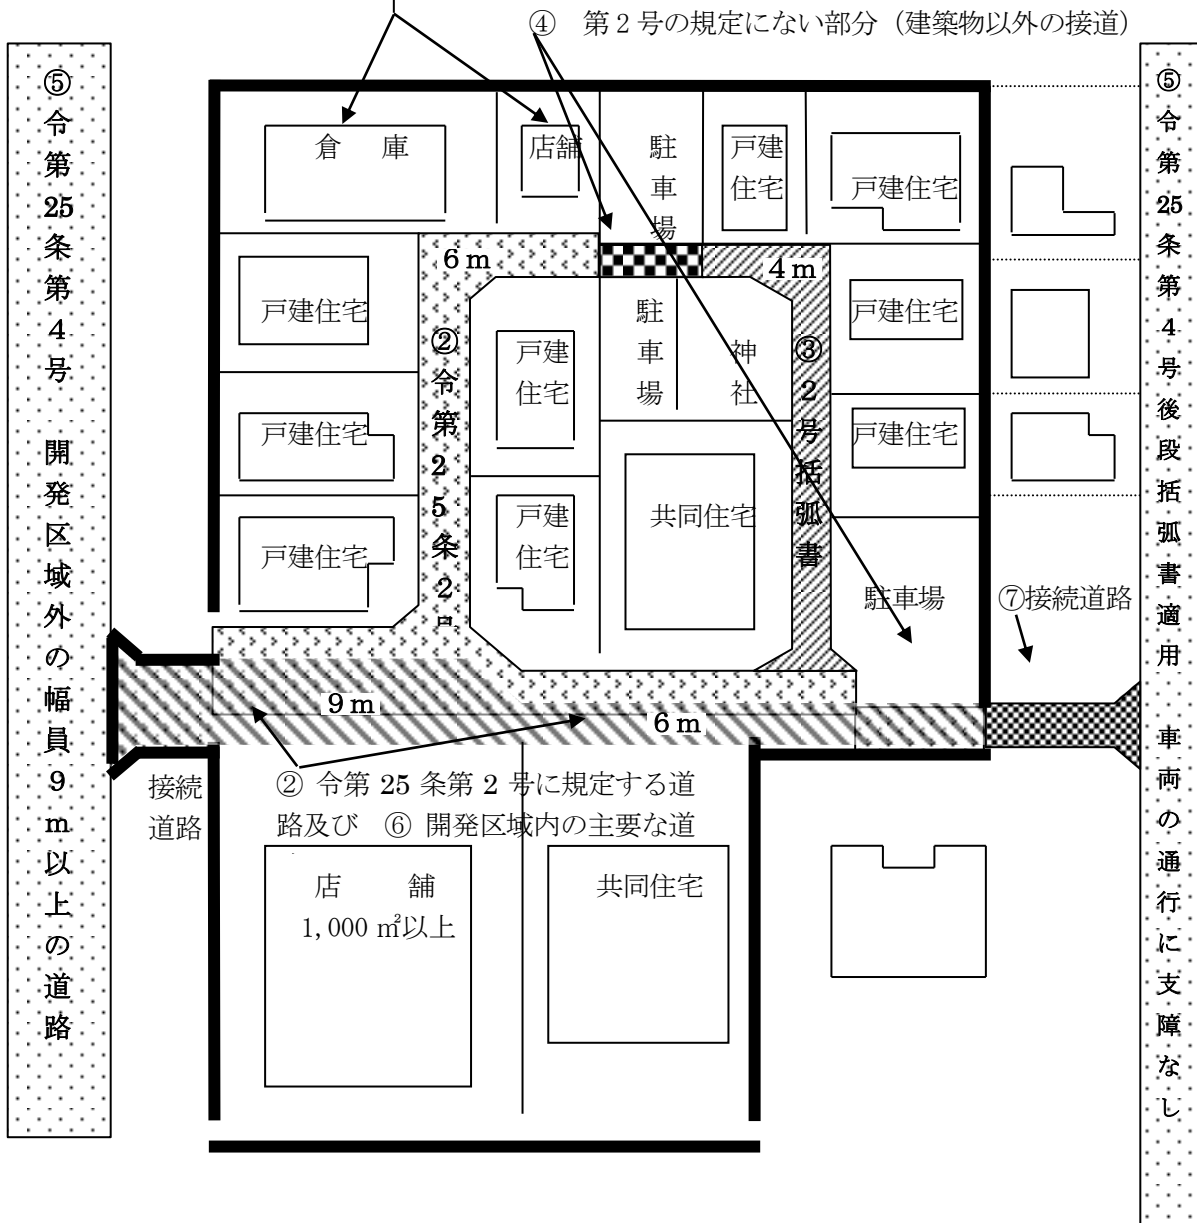 ④ 第2号の規定にない部分（建築物以外の接道）
⑤令第25条第4号 開発区域外の幅員9m以上の道路
⑤令第25条第4号後段括弧書適用 車両の通行に支障なし
倉 庫
店舗
駐車場
戸建
住宅
戸建住宅
6m
4m
戸建住宅
②令第25条2号
戸建
住宅
駐車場
神社
③2号括弧書
戸建住宅
戸建住宅
戸建住宅
共同住宅
戸建住宅
戸建
住宅
駐車場
⑦接続道路
9m
6m
接続
道路
② 令第 25 条第 2 号に規定する道
路及び ⑥ 開発区域内の主要な道
店 舗
1,000 ㎡以上
共同住宅